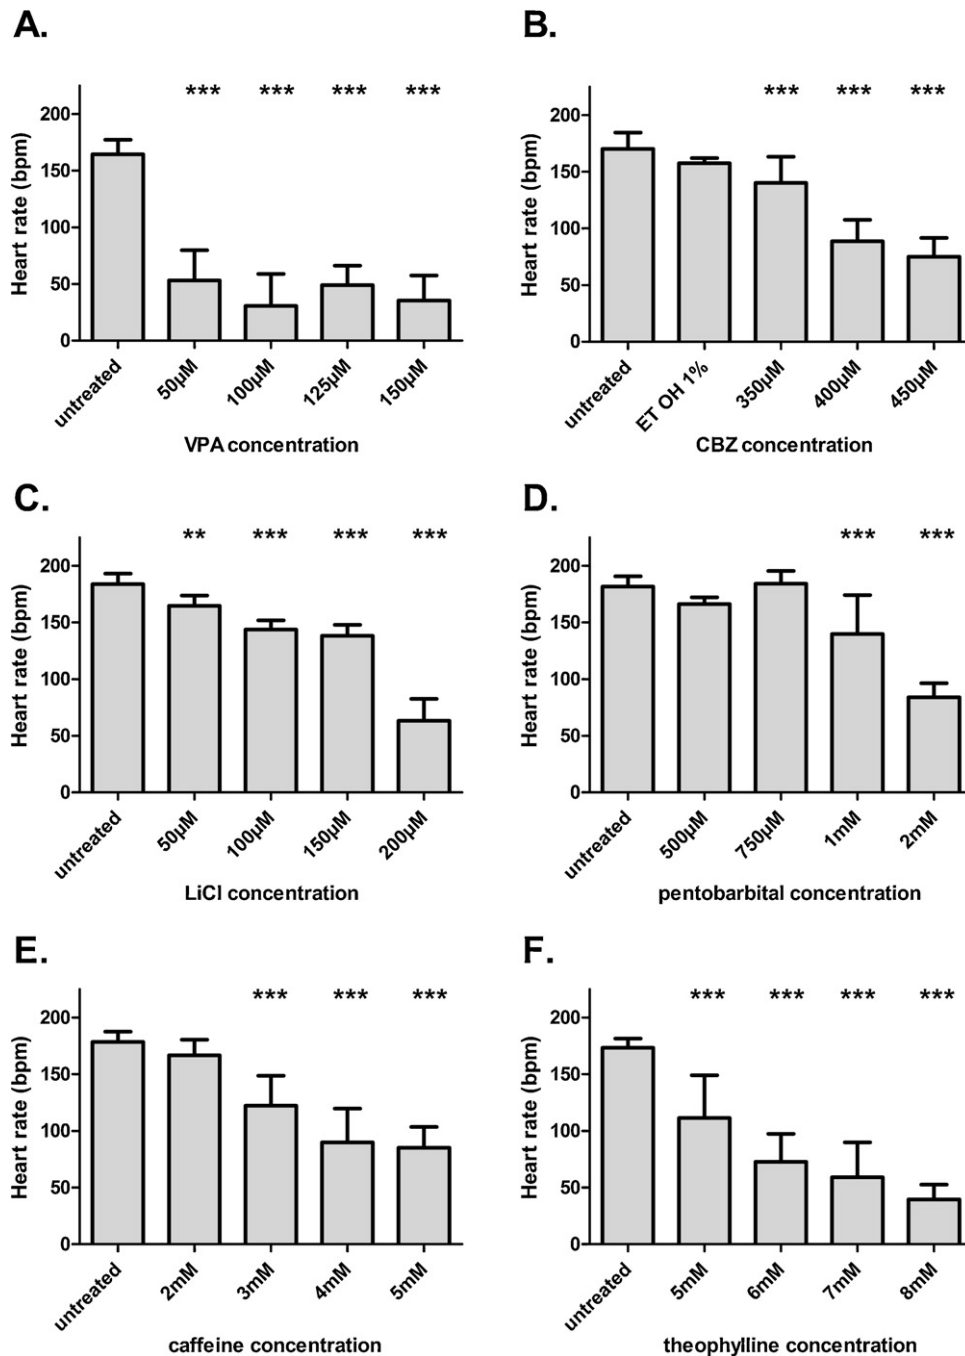 A.
*** *** *** ***
Heart rate (bpm)
200
150
100
50
0
untreated 50µM 100µM 125µM 150µM
VPA concentration
B.
*** *** ***
Heart rate (bpm)
200
150
100
50
0
untreated ET OH 1% 350µM 400µM 450µM
CBZ concentration
C.
** *** *** ***
Heart rate (bpm)
200
150
100
50
0
untreated 50µM 100µM 150µM 200µM
LiCl concentration
D.
*** ***
Heart rate (bpm)
200
150
100
50
0
untreated 500µM 750µM 1mM 2mM
pentobarbital concentration
E.
*** *** ***
Heart rate (bpm)
200
150
100
50
0
untreated 2mM 3mM 4mM 5mM
caffeine concentration
F.
*** *** *** ***
Heart rate (bpm)
200
150
100
50
0
untreated 5mM 6mM 7mM 8mM
theophylline concentration